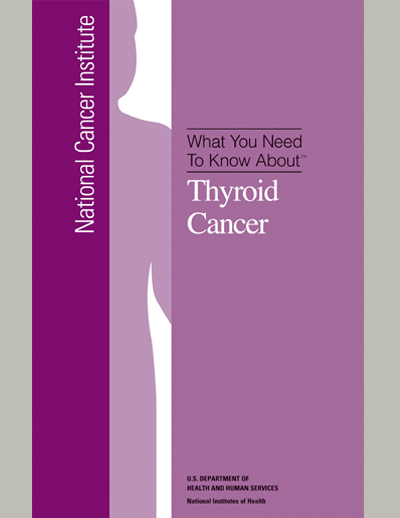 National Cancer Institute
What You Need
To Know About™
Thyroid
Cancer
U.S. DEPARTMENT OF
HEALTH AND HUMAN SERVICES
National Institutes of Health